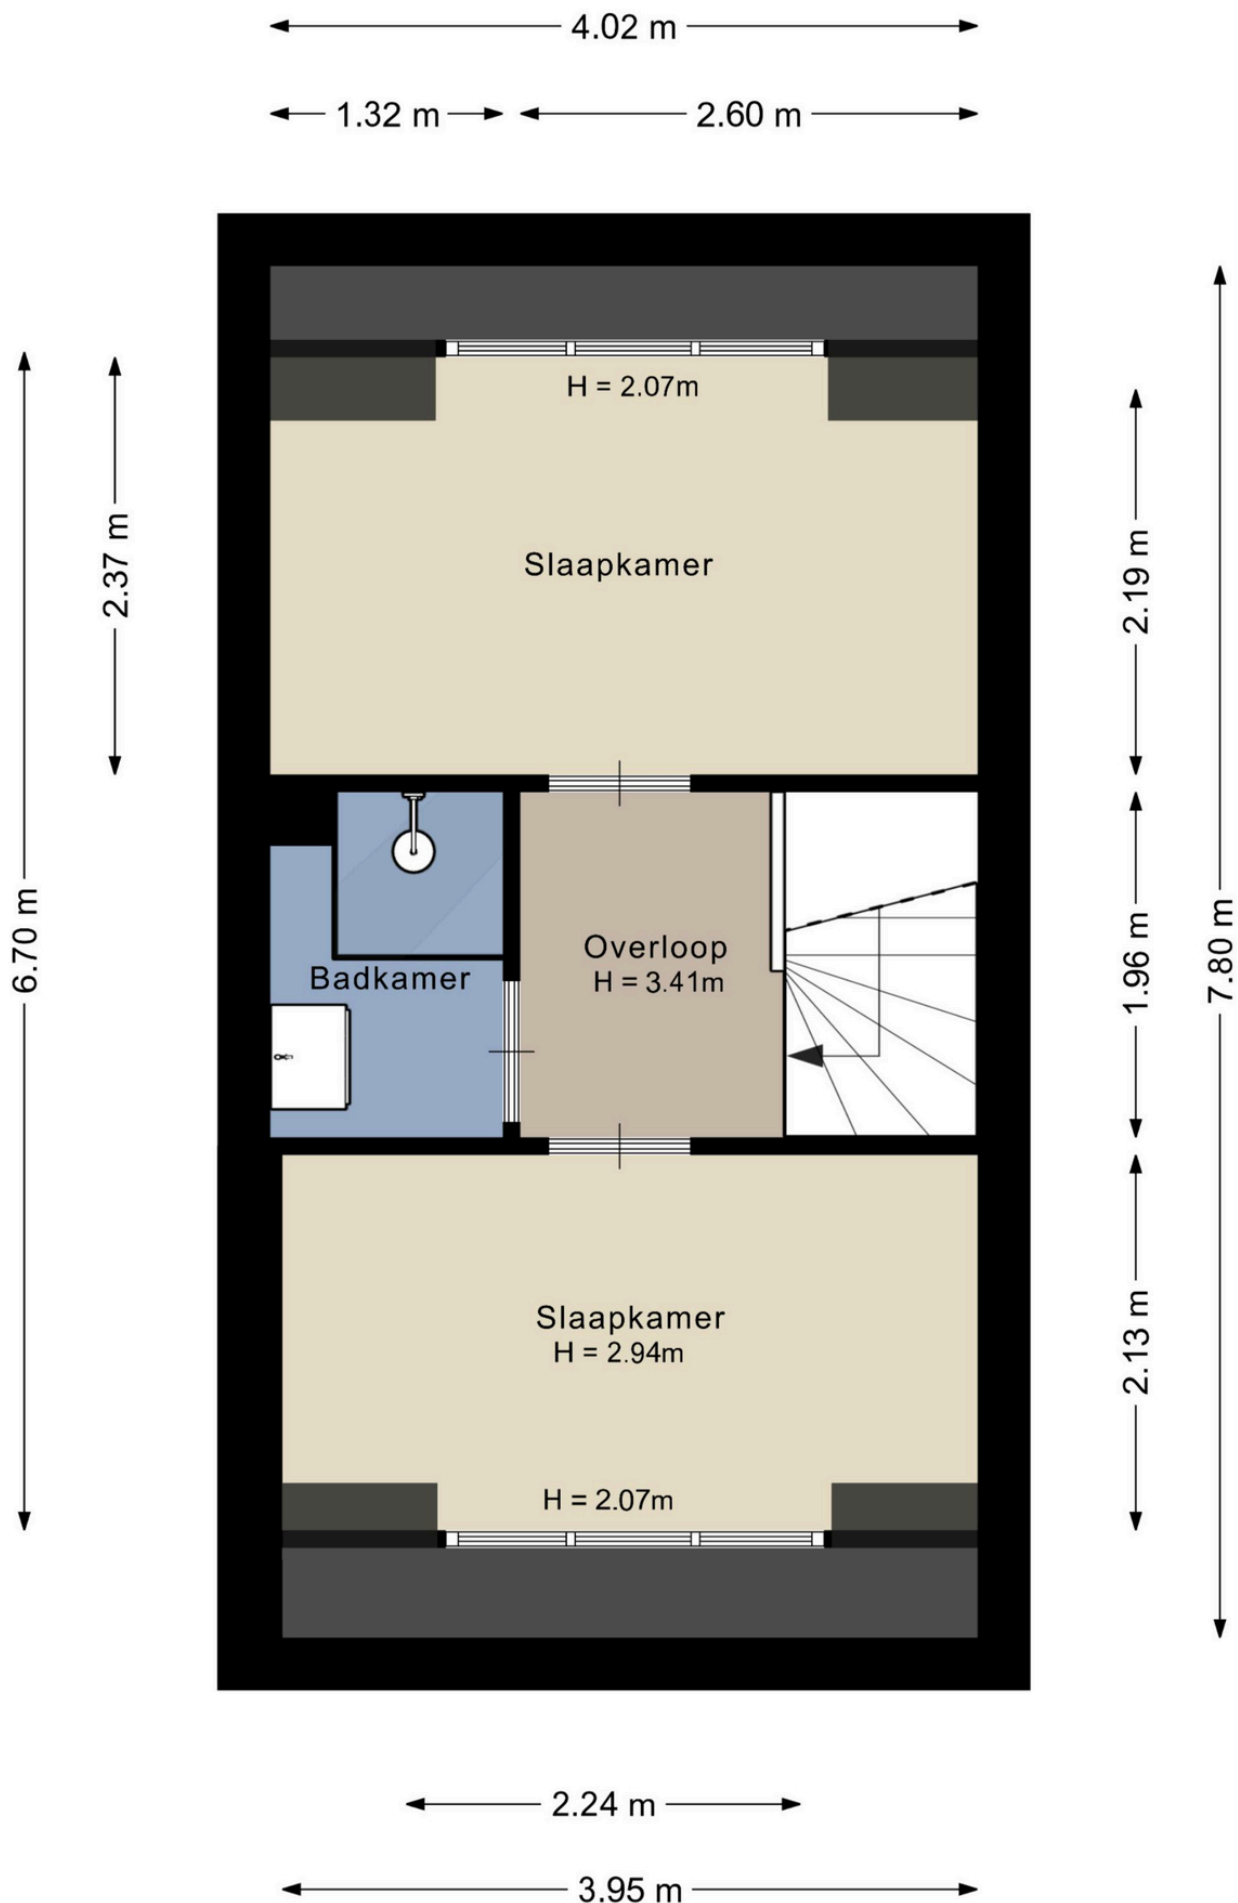 4.02 m
1.32 m
2.60 m
H = 2.07m
2.37 m
2.19 m
Slaapkamer
6.70 m
7.80 m
1.96 m
Overloop
H = 3.41m
Badkamer
Slaapkamer
H = 2.94m
2.13 m
H = 2.07m
2.24 m
3.95 m